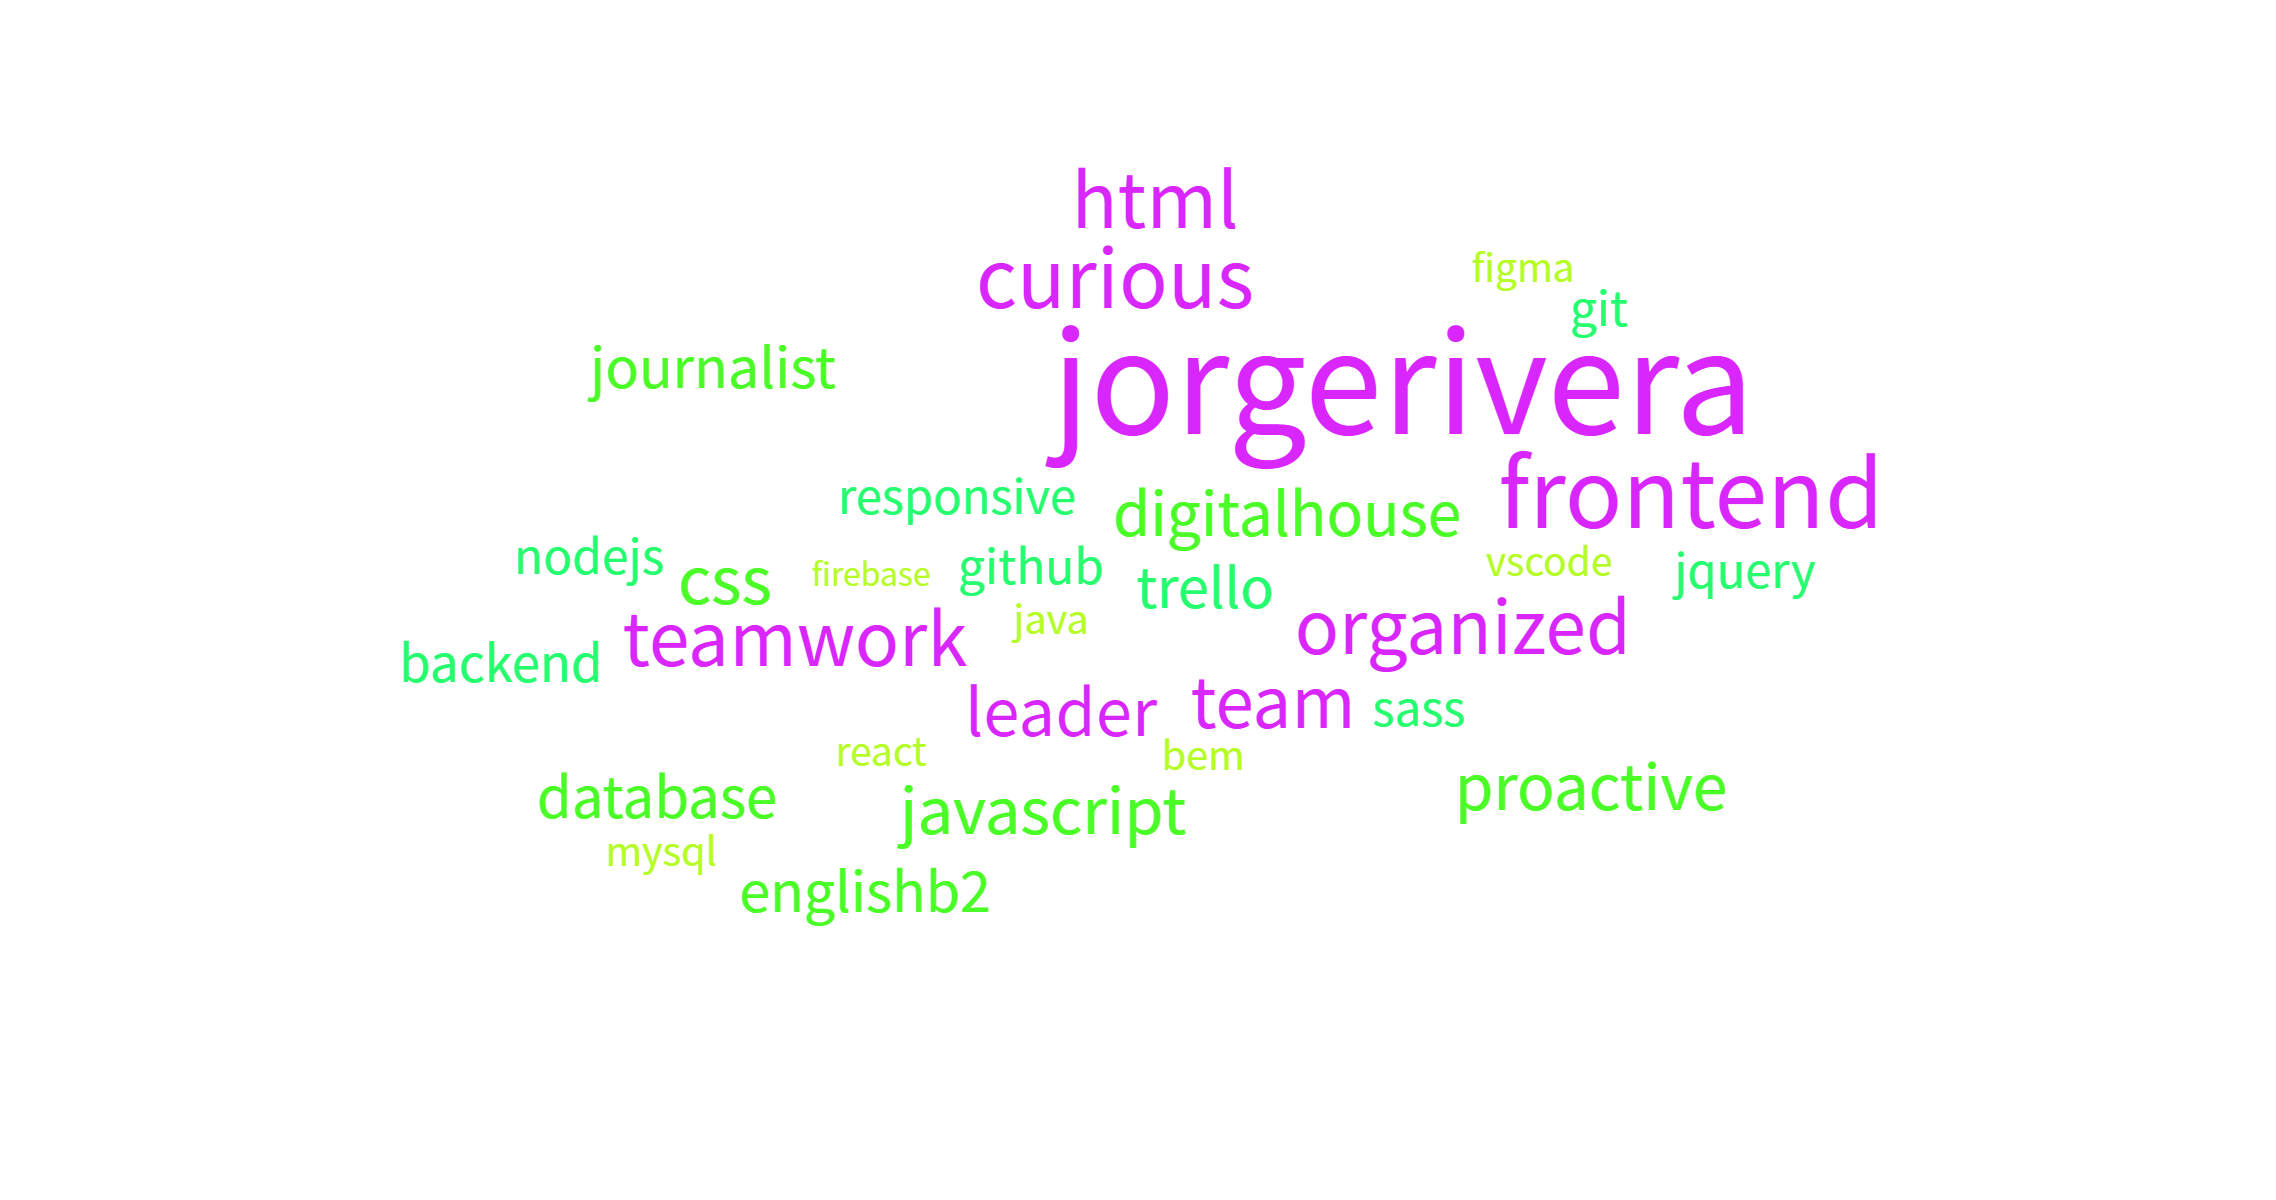 html
curious
figma
git
journalist
jorgerivera
frontend
responsive
digitalhouse
nodejs
css
firebase
github
trello
vscode
jquery
teamwork
java
organized
backend
leader
team
sass
react
bem
database
javascript
proactive
mysql
englishb2